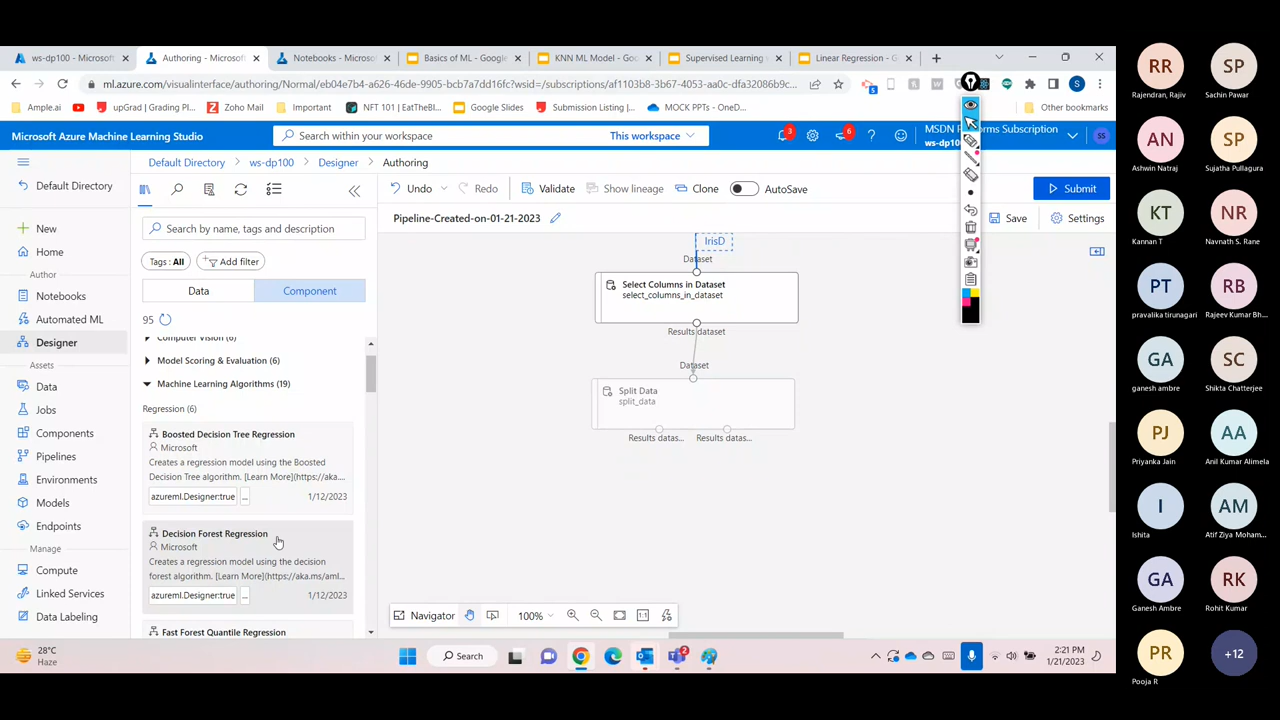 ws-dp100 - Microsoft
Authoring - Microsoft
Notebooks - Microsoft
Basics of ML - Google
KNN ML Model - Goo
Supervised Learning
Linear Regression - G
ml.azure.com/visualinterface/authoring/Normal/eb04e7b4-a626-46de-9905-bcb7a7dd16fc?wsid=/subscriptions/af1103b8-3167-4053-aa0c-dfa32086b9c...
5
W
S
Ample.ai
upGrad | Grading Pl...
Zoho Mail
Important
NFT 101 | EatTheBl...
Google Slides
Submission Listing /...
MOCK PPTs - OneD...
Other bookmarks
Microsoft Azure Machine Learning Studio
Search within your workspace
This workspace
3
6
MSDN Platforms Subscription
ws-dp100
SS
Default Directory
ws-dp100
Designer
Authoring
Default Directory
Undo
Redo
Validate
Show lineage
Clone
AutoSave
Submit
New
Home
Author
Notebooks
Automated ML
Designer
Assets
Data
Jobs
Components
Pipelines
Environments
Models
Endpoints
Manage
Compute
Linked Services
Data Labeling
Search by name, tags and description
Tags : All
Add filter
Data
Component
95
Computer Vision (6)
Model Scoring & Evaluation (6)
Machine Learning Algorithms (19)
Regression (6)
Boosted Decision Tree Regression
Microsoft
Creates a regression model using the Boosted
Decision Tree algorithm. [Learn More](https://aka....
azureml.Designer:true
...
1/12/2023
Decision Forest Regression
Microsoft
Creates a regression model using the decision
forest algorithm. [Learn More](https://aka.ms/aml...
azureml.Designer:true
...
1/12/2023
Fast Forest Quantile Regression
Pipeline-Created-on-01-21-2023
Save
Settings
IrisD
Dataset
Select Columns in Dataset
select_columns_in_dataset
Results dataset
Dataset
Split Data
split_data
Results datas...
Results datas...
Navigator
100%
1:1
28°C
Haze
Search
2
2:21 PM
1/21/2023
RR
Rajendran, Rajiv
SP
Sachin Pawar
AN
Ashwin Natraj
SP
Sujatha Pullagura
KT
Kannan T
NR
Navnath S. Rane
PT
pravalika tirunagari
RB
Rajeev Kumar Bh...
GA
ganesh ambre
SC
Shikta Chatterjee
PJ
Priyanka Jain
AA
Anil Kumar Alimela
I
Ishita
AM
Atif Ziya Moham...
GA
Ganesh Ambre
RK
Rohit Kumar
PR
Pooja R
+12